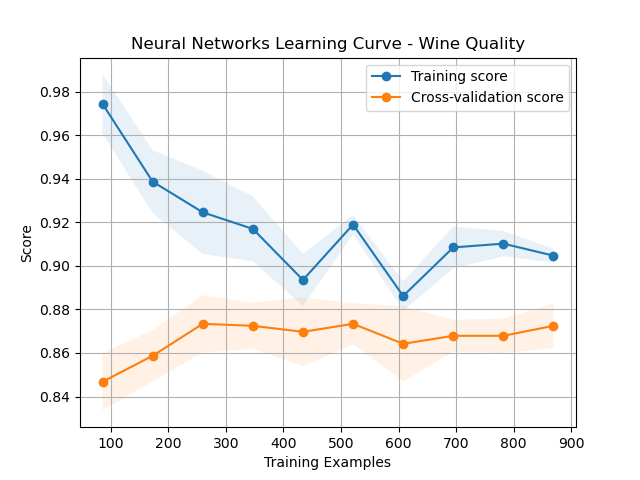 Neural Networks Learning Curve - Wine Quality
Training score
Cross-validation score
0.98
0.96
0.94
0.92
0.90
0.88
0.86
0.84
Score
100 200 300 400 500 600 700 800 900
Training Examples